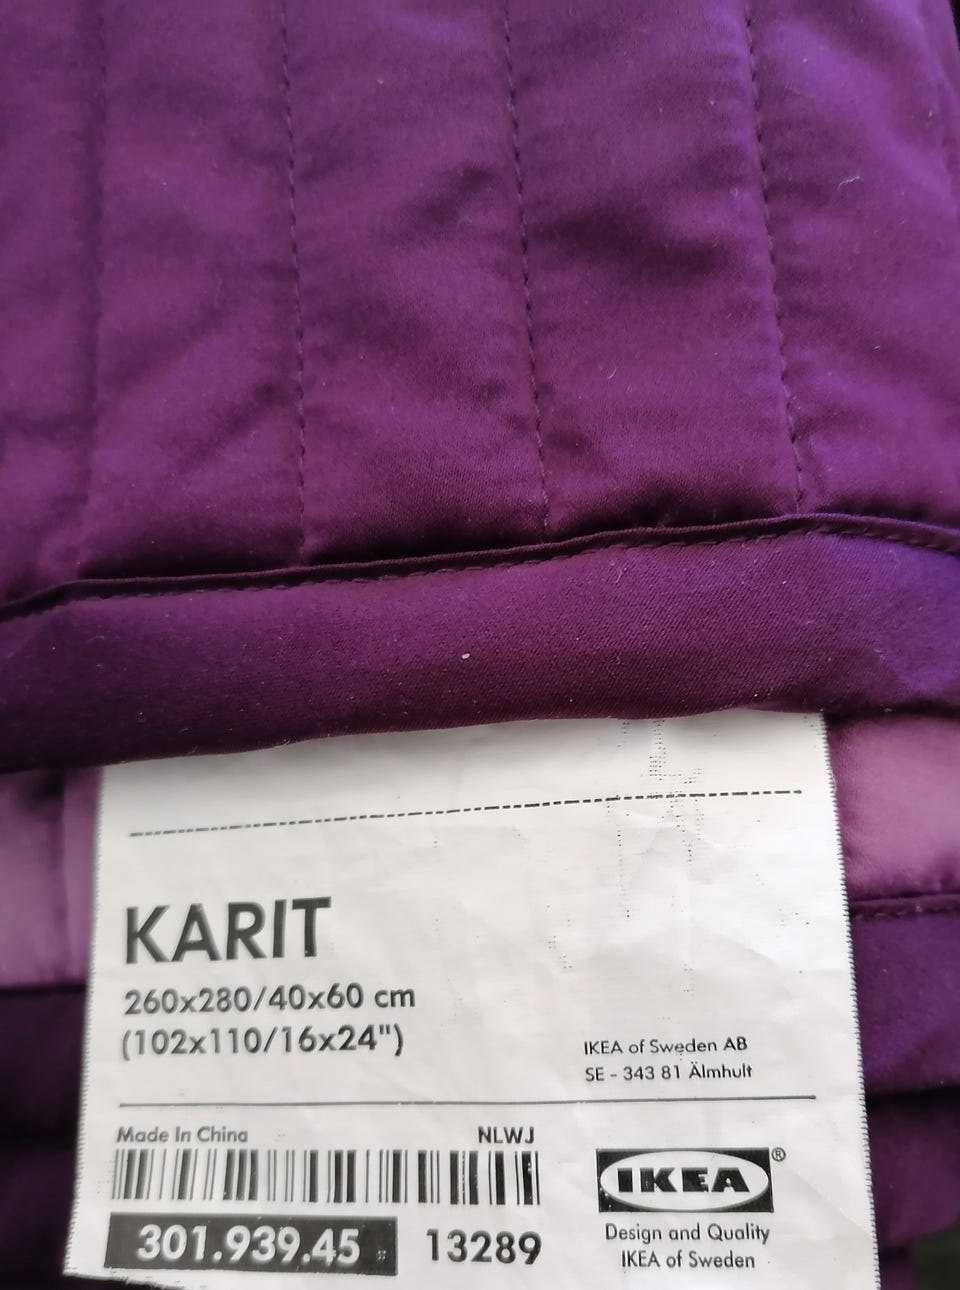 KARIT
260x280/40x60 cm
(102x110/16x24")
IKEA of Sweden AB
SE - 343 81 Älmhult
Made In China
NLWJ
301.939.45
13289
IKEA®
Design and Quality
IKEA of Sweden